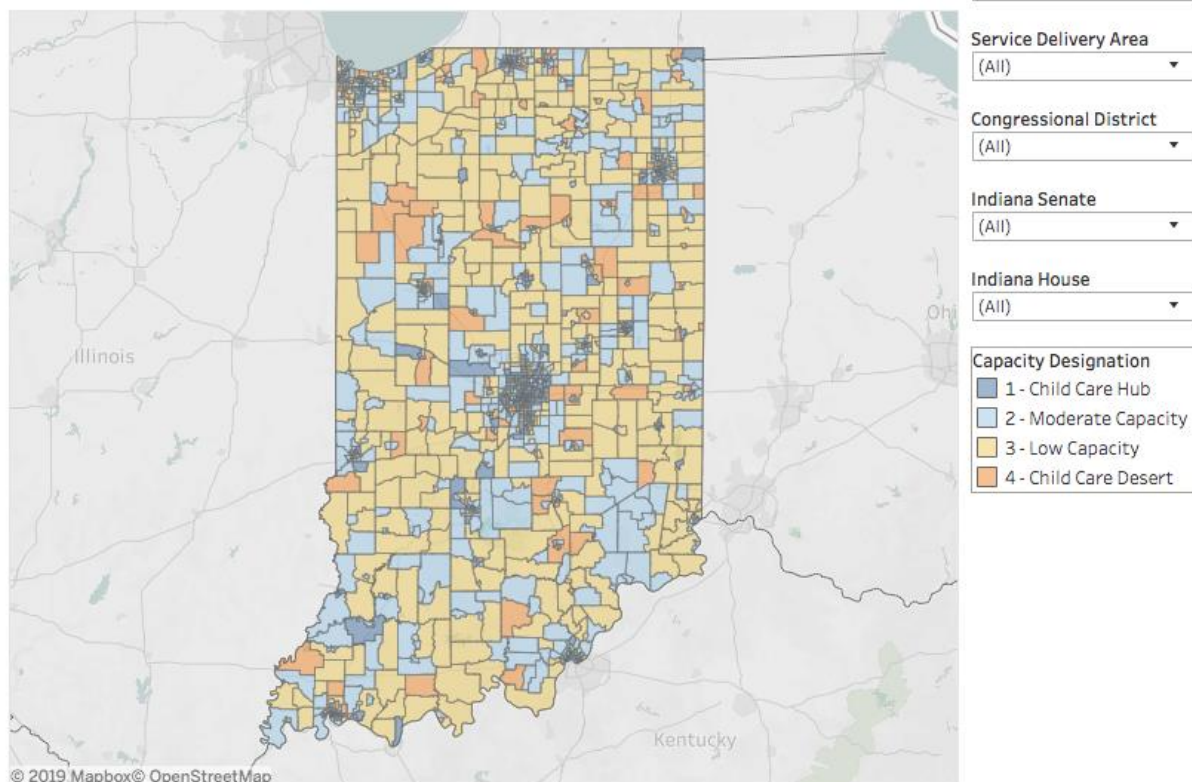 Service Delivery Area
(All)
Congressional District
(All)
Indiana Senate
(All)
Indiana House
(All)
Capacity Designation
1 - Child Care Hub
2 - Moderate Capacity
3 - Low Capacity
4 - Child Care Desert
Illinois
Ohi
Kentucky
© 2019 Mapbox© OpenStreetMap